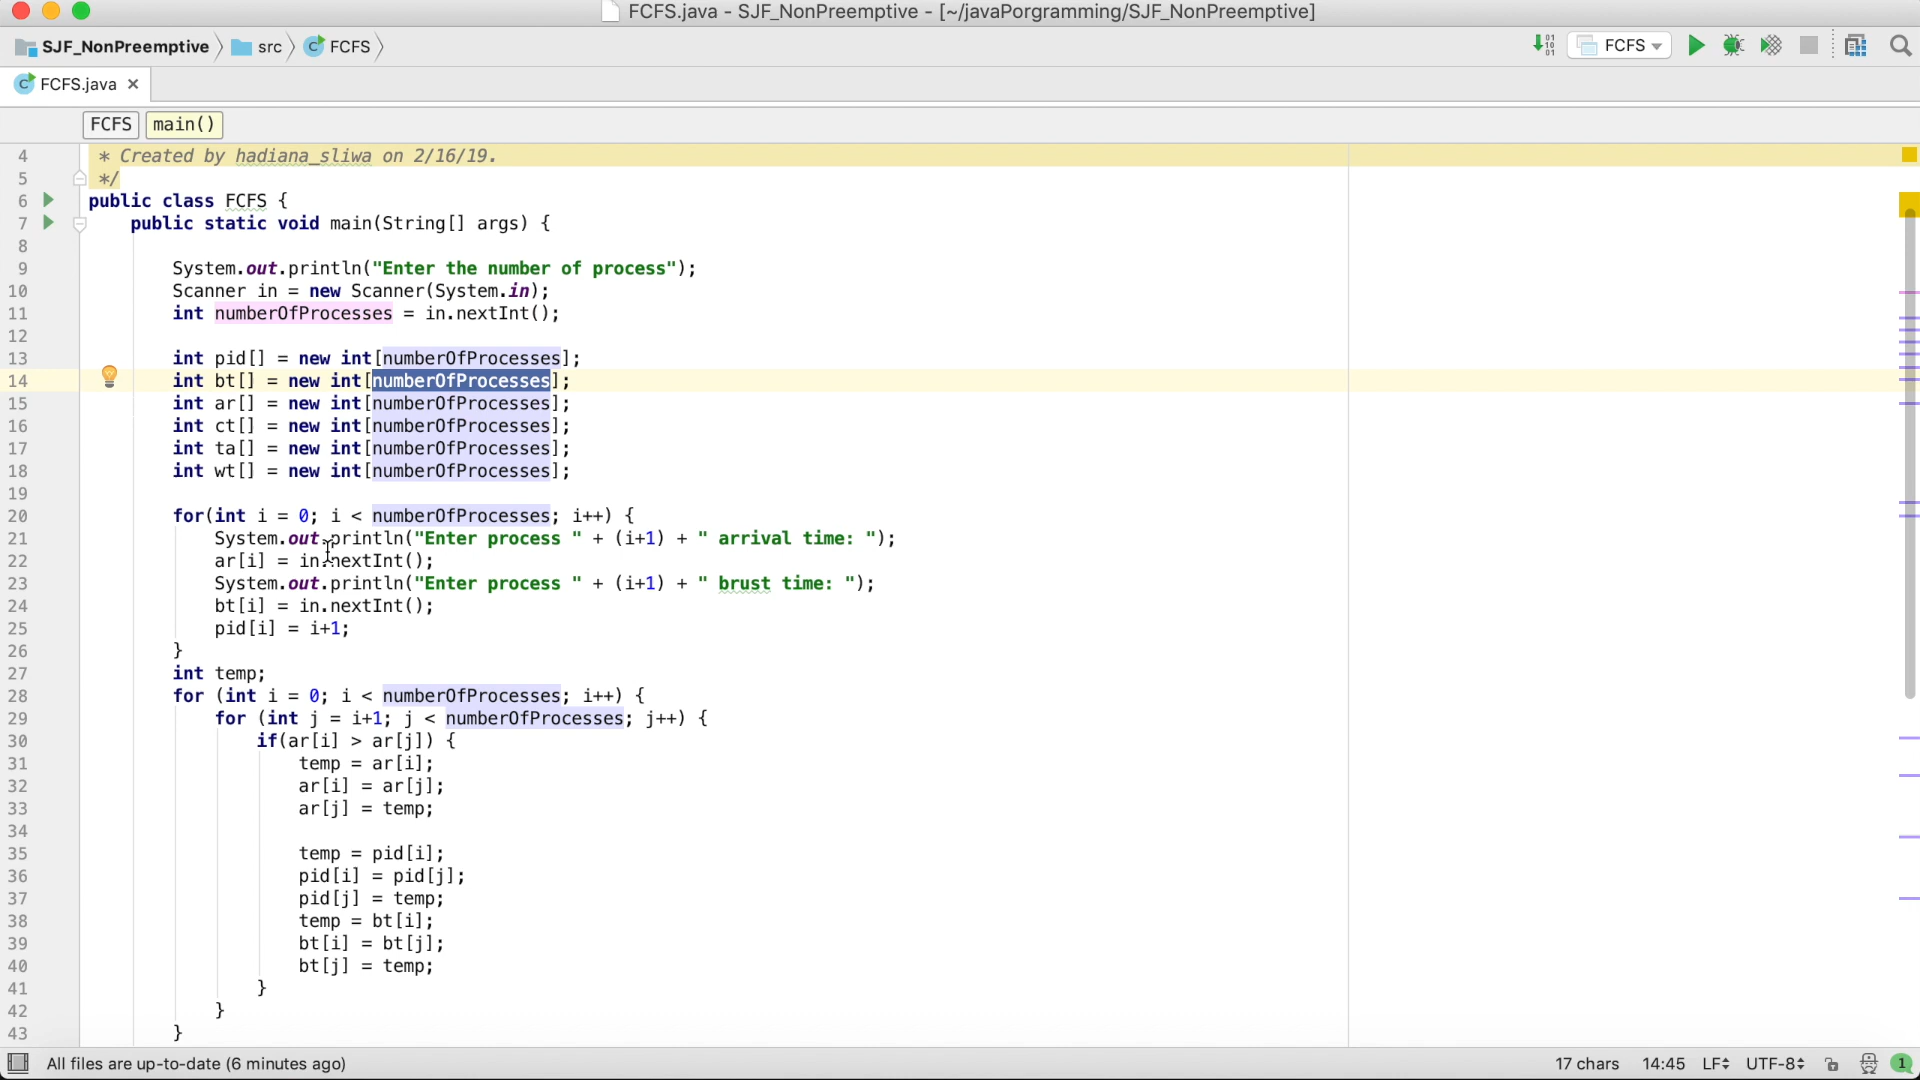 FCFS.java - SJF_NonPreemptive - [~/javaPorgramming/SJF_NonPreemptive]
SJF_NonPreemptive src FCFS FCFS
FCFS.java
FCFS main()
4 * Created by hadiana_sliwa on 2/16/19.
5 */
6 public class FCFS {
7 public static void main(String[] args) {
8
9 System.out.println("Enter the number of process");
10 Scanner in = new Scanner(System.in);
11 int numberOfProcesses = in.nextInt();
12
13 int pid[] = new int[numberOfProcesses];
14 int bt[] = new int[numberOfProcesses];
15 int ar[] = new int[numberOfProcesses];
16 int ct[] = new int[numberOfProcesses];
17 int ta[] = new int[numberOfProcesses];
18 int wt[] = new int[numberOfProcesses];
19
20 for(int i = 0; i < numberOfProcesses; i++) {
21 System.out.println("Enter process " + (i+1) + " arrival time: ");
22 ar[i] = in.nextInt();
23 System.out.println("Enter process " + (i+1) + " brust time: ");
24 bt[i] = in.nextInt();
25 pid[i] = i+1;
26 }
27 int temp;
28 for (int i = 0; i < numberOfProcesses; i++) {
29 for (int j = i+1; j < numberOfProcesses; j++) {
30 if(ar[i] > ar[j]) {
31 temp = ar[i];
32 ar[i] = ar[j];
33 ar[j] = temp;
34
35 temp = pid[i];
36 pid[i] = pid[j];
37 pid[j] = temp;
38 temp = bt[i];
39 bt[i] = bt[j];
40 bt[j] = temp;
41 }
42 }
43 }
All files are up-to-date (6 minutes ago) 17 chars 14:45 LF UTF-8 1